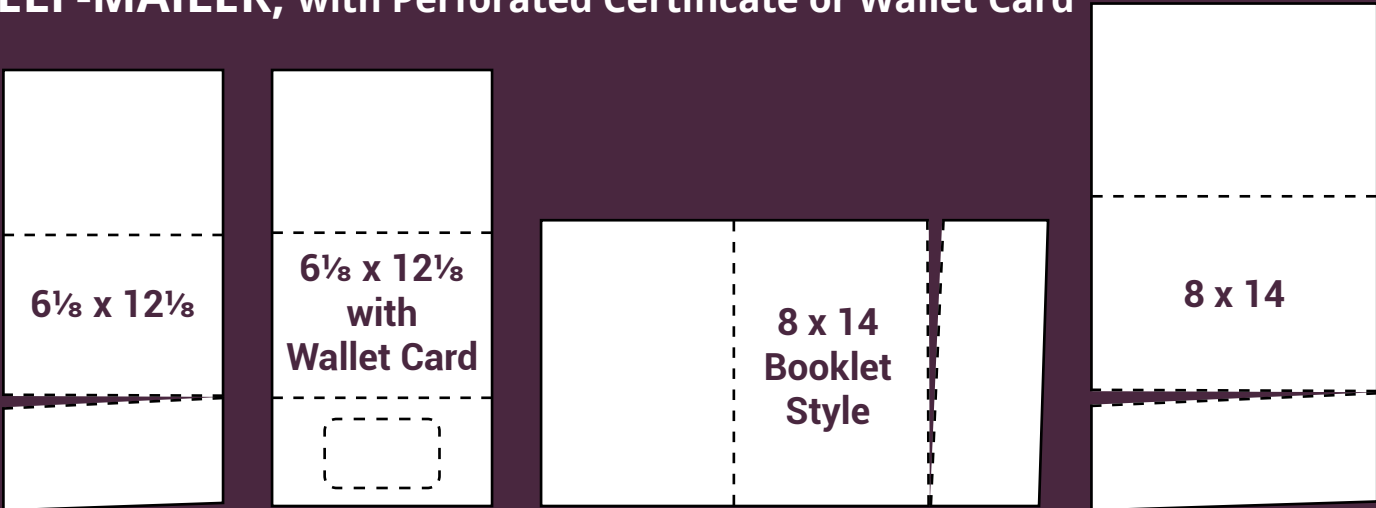 with Perforated Certificate or Wallet Card
6⅛ x 12⅛
6⅛ x 12⅛
with
Wallet Card
8 x 14
Booklet
Style
8 x 14